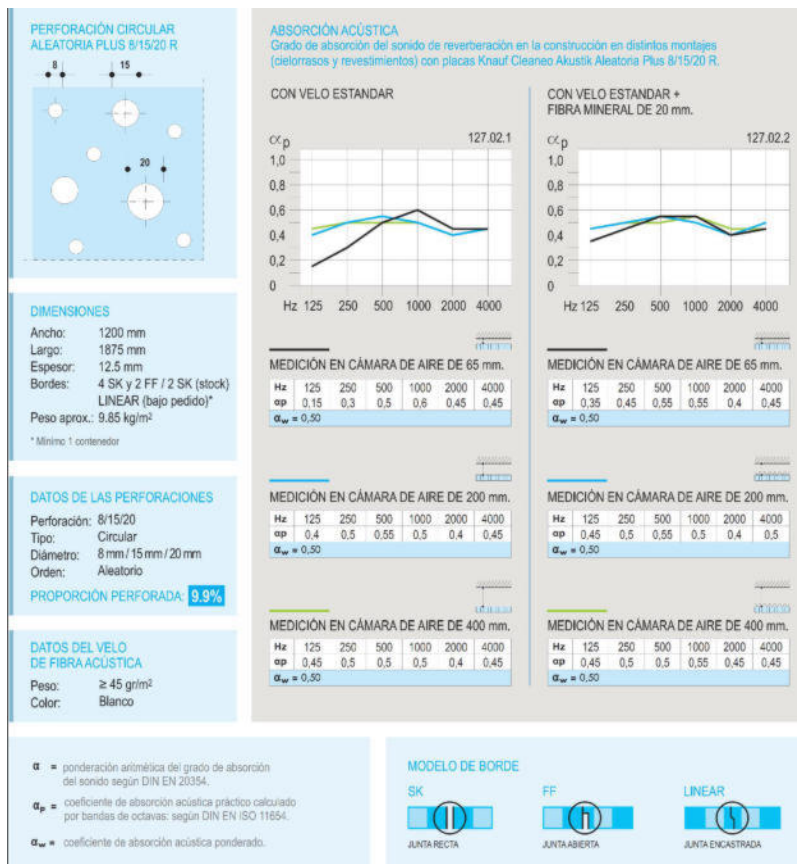 PERFORACIÓN CIRCULAR
ALEATORIA PLUS 8/15/20 R
8 15
20
DIMENSIONES
Ancho: 1200 mm
Largo: 1875 mm
Espesor: 12.5 mm
Bordes: 4 SK y 2 FF / 2 SK (stock)
LINEAR (bajo pedido)*
Peso aprox.: 9.85 kg/m²
* Mínimo 1 contenedor
DATOS DE LAS PERFORACIONES
Perforación: 8/15/20
Tipo: Circular
Diámetro: 8 mm / 15 mm / 20 mm
Orden: Aleatorio
PROPORCIÓN PERFORADA: 9.9%
DATOS DEL VELO
DE FIBRA ACÚSTICA
Peso: ≥ 45 gr/m²
Color: Blanco
ABSORCIÓN ACÚSTICA
Grado de absorción del sonido de reverberación en la construcción en distintos montajes
(cielorrasos y revestimientos) con placas Knauf Cleaneo Akustik Aleatoria Plus 8/15/20 R.
CON VELO ESTANDAR
αp 127.02.1
1,0
0,8
0,6
0,4
0,2
0
Hz 125 250 500 1000 2000 4000
MEDICIÓN EN CÁMARA DE AIRE DE 65 mm.
Hz 125 250 500 1000 2000 4000
αp 0,15 0,3 0,5 0,6 0,45 0,45
αw = 0,50
MEDICIÓN EN CÁMARA DE AIRE DE 200 mm.
Hz 125 250 500 1000 2000 4000
αp 0,4 0,5 0,55 0,5 0,4 0,45
αw = 0,50
MEDICIÓN EN CÁMARA DE AIRE DE 400 mm.
Hz 125 250 500 1000 2000 4000
αp 0,45 0,5 0,5 0,5 0,4 0,45
αw = 0,50
CON VELO ESTANDAR +
FIBRA MINERAL DE 20 mm.
αp 127.02.2
1,0
0,8
0,6
0,4
0,2
0
Hz 125 250 500 1000 2000 4000
MEDICIÓN EN CÁMARA DE AIRE DE 65 mm.
Hz 125 250 500 1000 2000 4000
αp 0,35 0,45 0,55 0,55 0,4 0,45
αw = 0,50
MEDICIÓN EN CÁMARA DE AIRE DE 200 mm.
Hz 125 250 500 1000 2000 4000
αp 0,45 0,5 0,55 0,5 0,4 0,5
αw = 0,50
MEDICIÓN EN CÁMARA DE AIRE DE 400 mm.
Hz 125 250 500 1000 2000 4000
αp 0,45 0,5 0,5 0,55 0,45 0,45
αw = 0,50
α = ponderación aritmética del grado de absorción
del sonido según DIN EN 20354.
αp = coeficiente de absorción acústica práctico calculado
por bandas de octavas: según DIN EN ISO 11654.
αw = coeficiente de absorción acústica ponderado.
MODELO DE BORDE
SK FF LINEAR
JUNTA RECTA JUNTA ABIERTA JUNTA ENCASTRADA